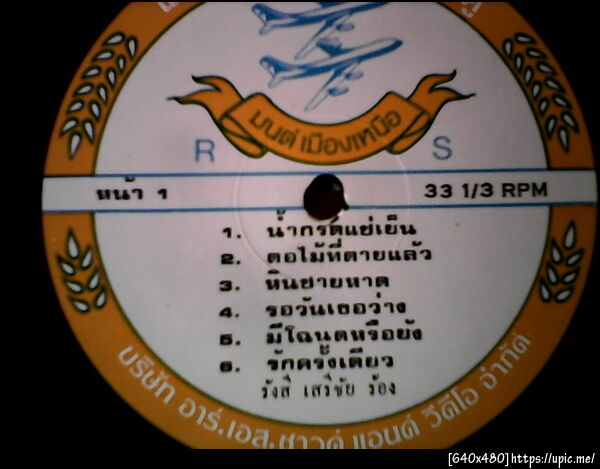 มนต์เมืองเหนือ
R S
หน้า 1 33 1/3 RPM
1. น้ำกรดแช่เย็น
2. ตอไม้ที่ตายแล้ว
3. หินชายหาด
4. รอวันเธอว่าง
5. มีโฉนดหรือยัง
6. รักครั้งเดียว
รังสี เสรีชัย ร้อง
บริษัท อาร์.เอส.ซาวด์ แอนด์ วีดีโอ จำกัด
[640x480]https://upic.me/